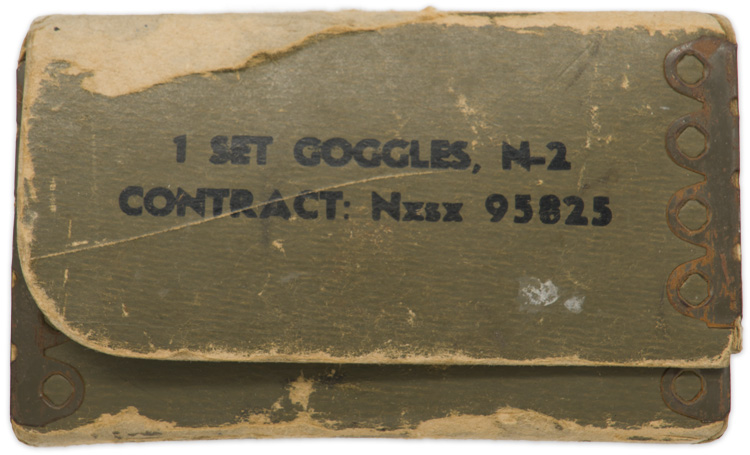 1 SET GOGGLES, N-2
CONTRACT: Nxsx 95825